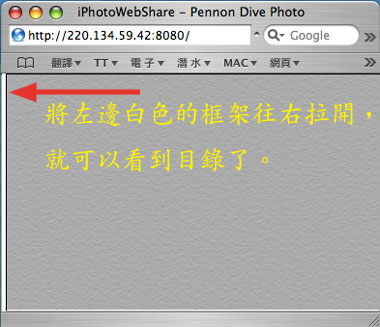 iPhotoWebShare – Pennon Dive Photo
http://220.134.59.42:8080/
Google
翻譯 TT 電子 潛水 MAC 網頁
將左邊白色的框架往右拉開，
就可以看到目錄了。